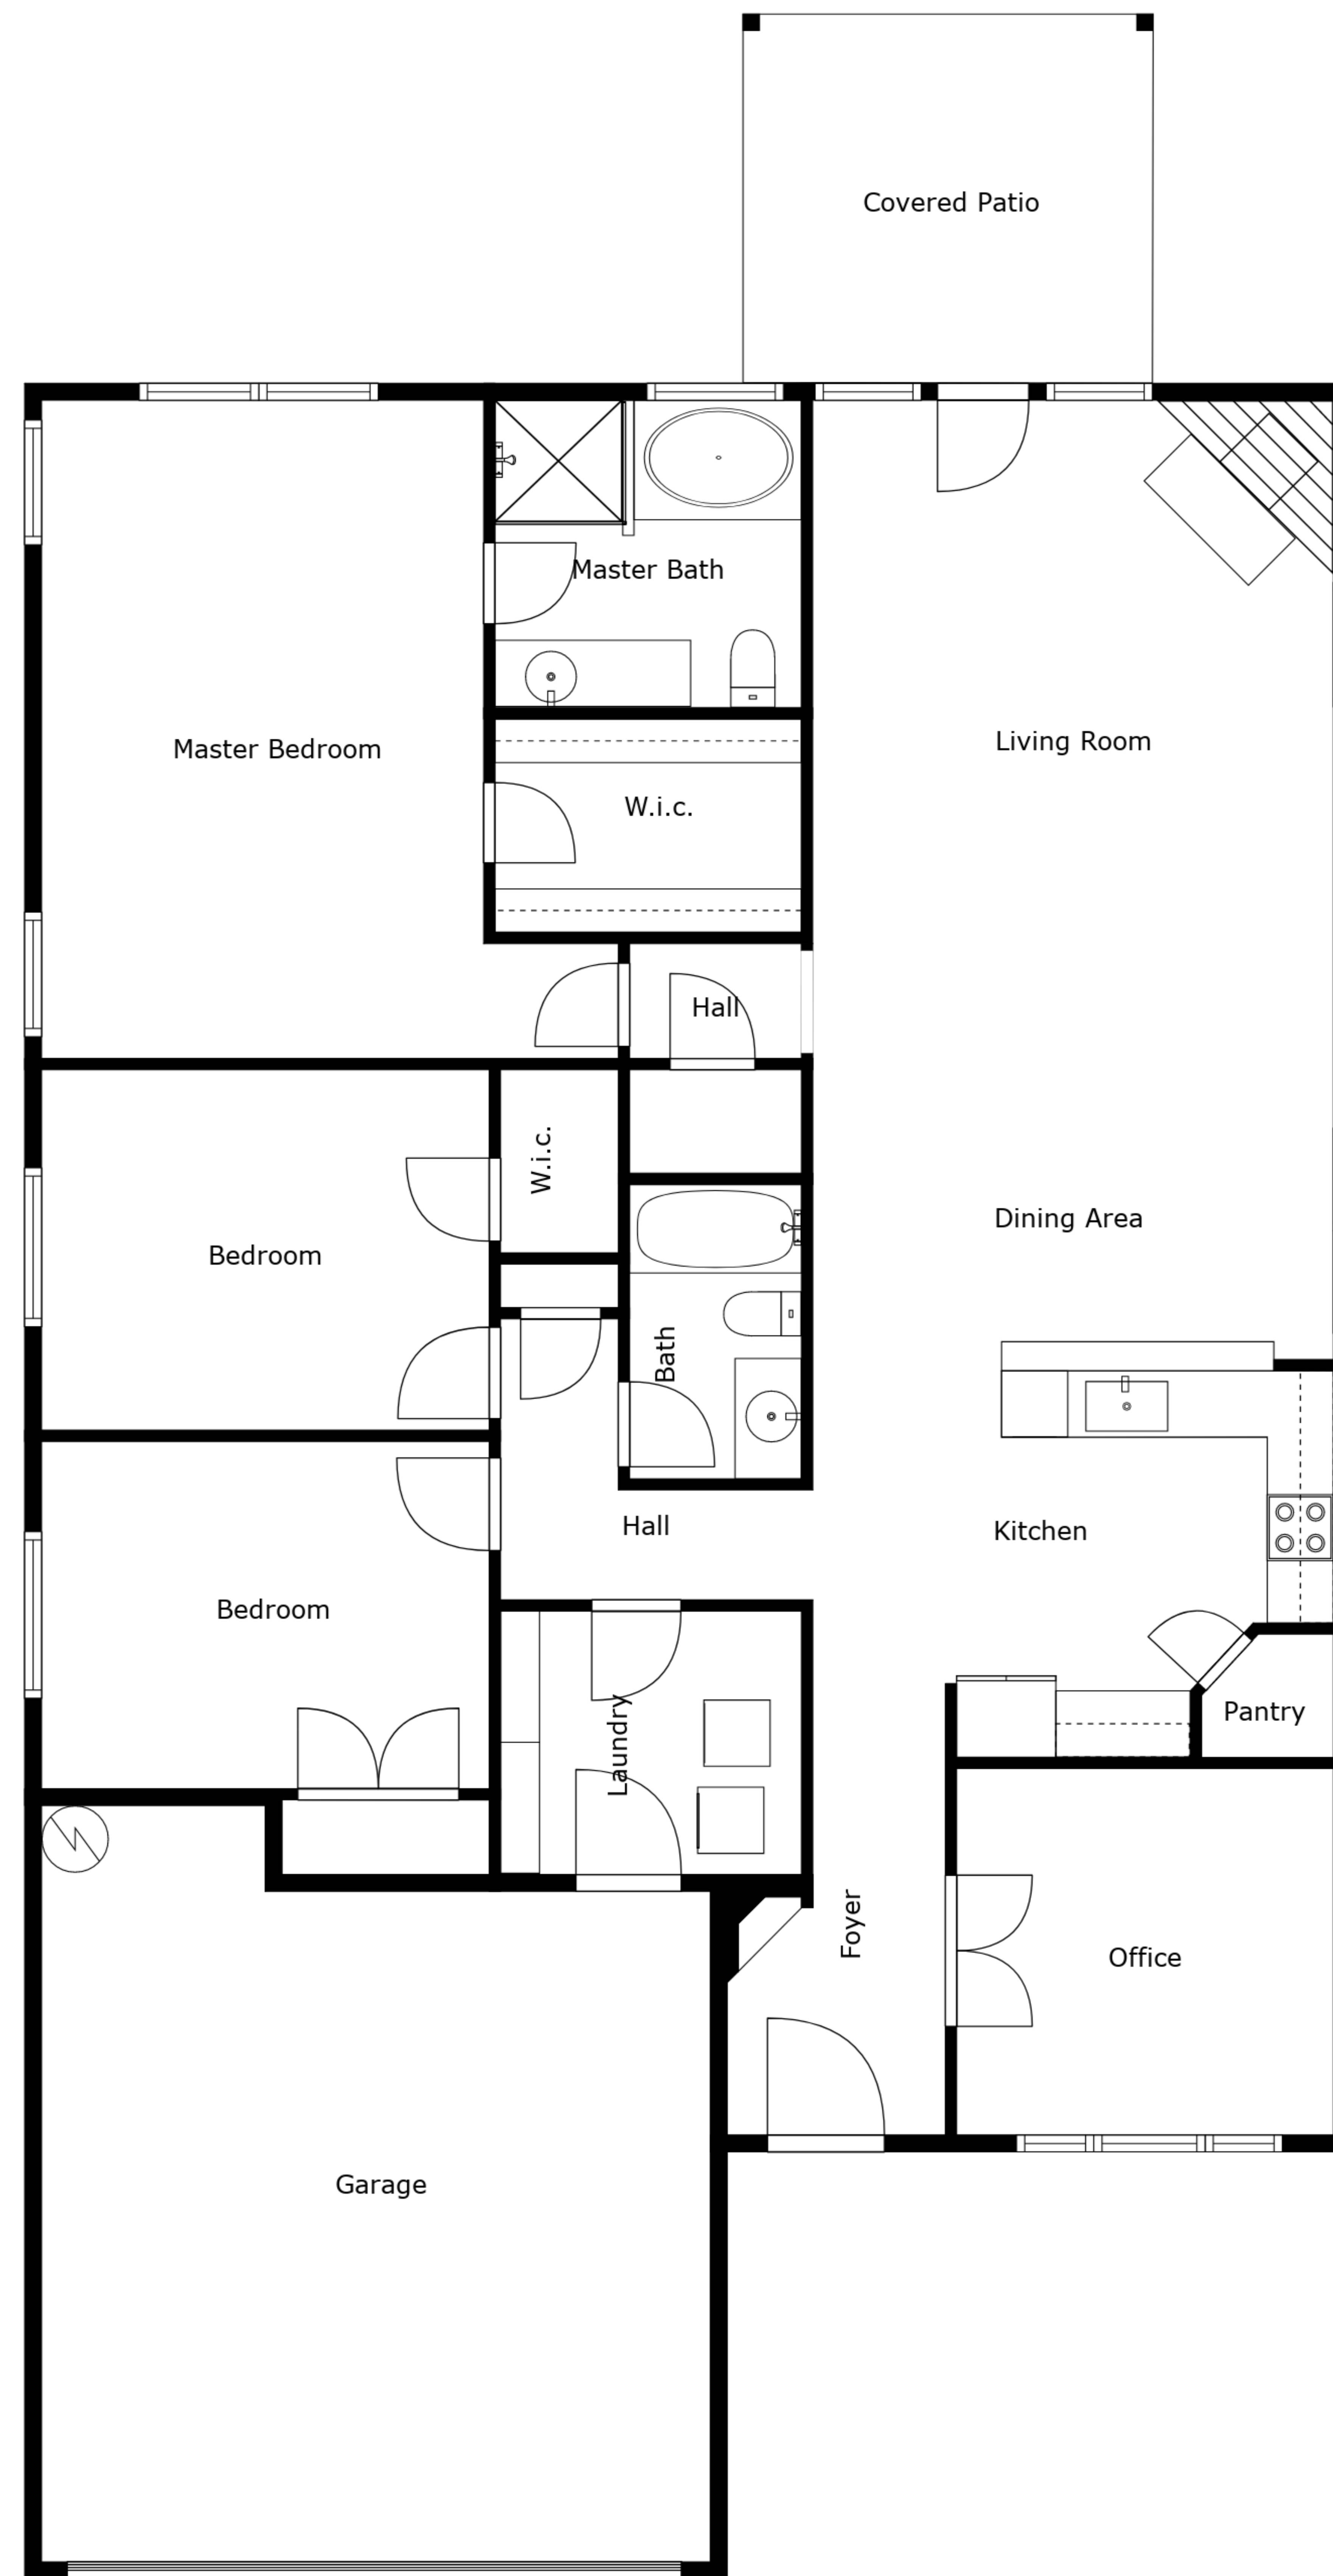 Covered Patio
Master Bath
Master Bedroom
Living Room
W.i.c.
Hall
W.i.c.
Dining Area
Bedroom
Bath
Hall
Kitchen
Bedroom
Laundry
Pantry
Foyer
Office
Garage